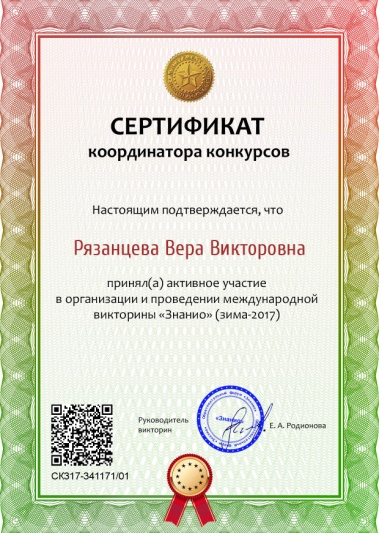 СЕРТИФИКАТ
координатора конкурсов
Настоящим подтверждается, что
Рязанцева Вера Викторовна
принял(а) активное участие
в организации и проведении международной
викторины «Знанио» (зима-2017)
Руководитель
викторин
«Знанио»
Е. А. Родионова
СК317-341171/01